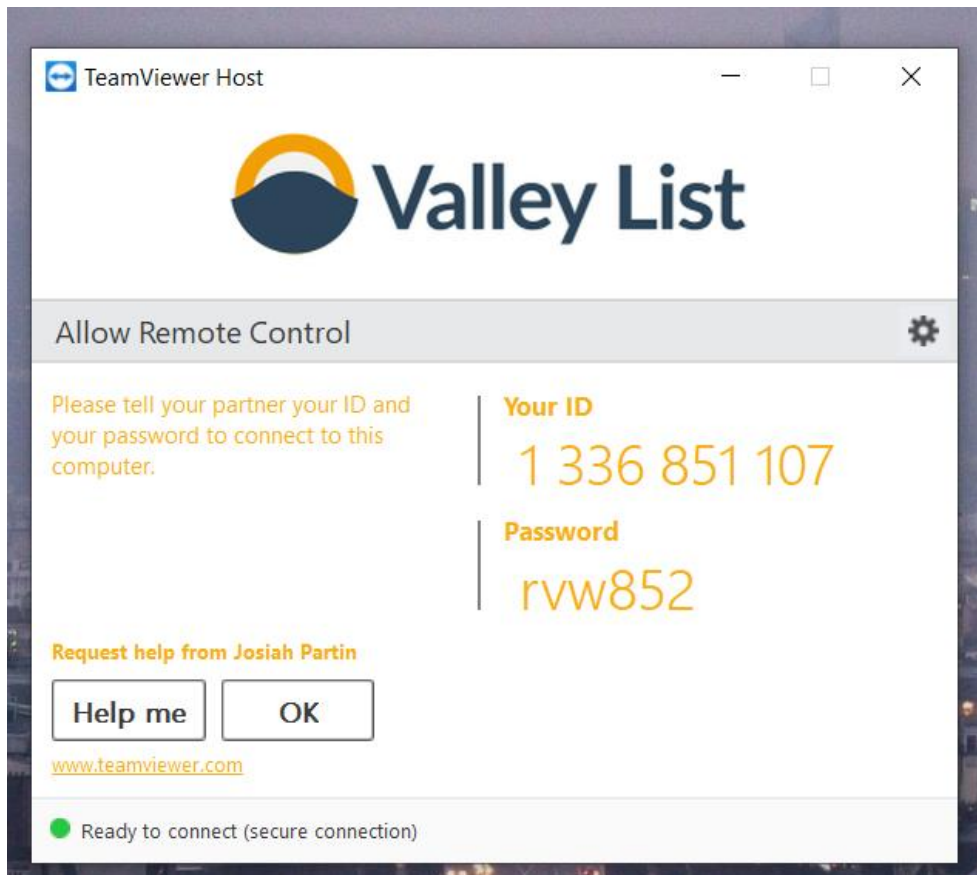 TeamViewer Host
Valley List
Allow Remote Control
Please tell your partner your ID and
your password to connect to this
computer.
Your ID
1 336 851 107
Password
rvw852
Request help from Josiah Partin
Help me
OK
www.teamviewer.com
Ready to connect (secure connection)